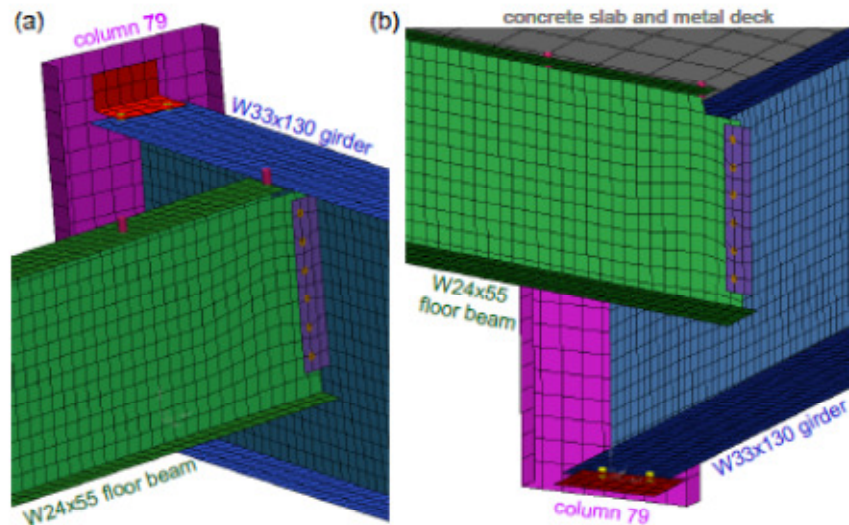 (a)
column 79
W33x130 girder
W24x55 floor beam
(b)
concrete slab and metal deck
W24x55
floor beam
W33x130 girder
column 79